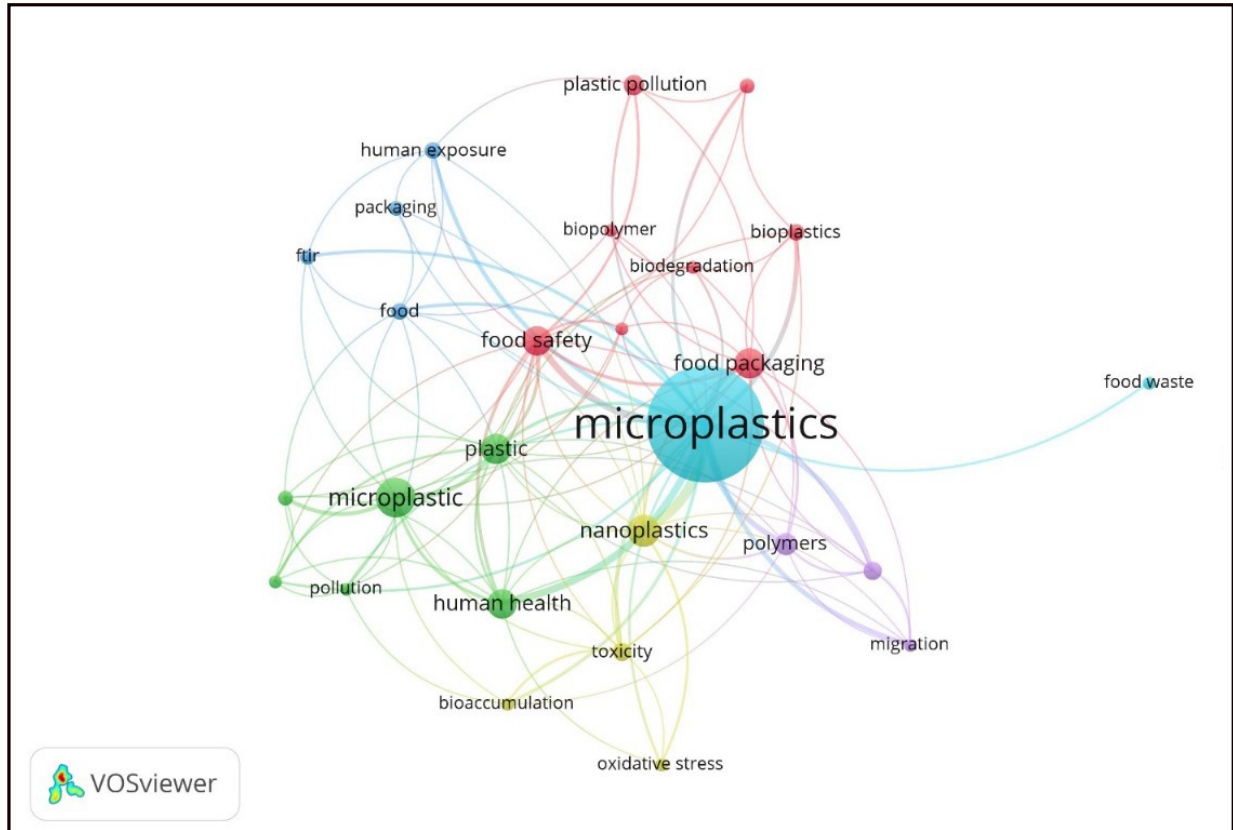 plastic pollution
human exposure
packaging
biopolymer
bioplastics
ftir
biodegradation
food
food safety
food packaging
food waste
microplastics
plastic
microplastic
nanoplastics
polymers
pollution
human health
migration
toxicity
bioaccumulation
oxidative stress
VOSviewer